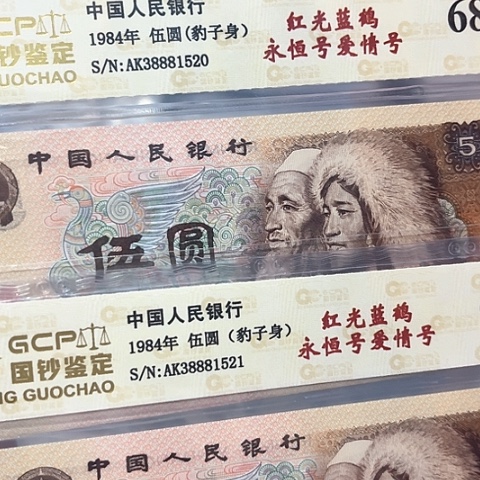 中国人民银行
1984年 伍圆(豹子身)
S/N:AK38881520
红光蓝鹤
永恒号爱情号
68
CP
钞鉴定
GUOCHAO
中国人民银行
5
伍圆
GCP
国钞鉴定
NG GUOCHAO
中国人民银行
1984年 伍圆(豹子身)
S/N:AK38881521
红光蓝鹤
永恒号爱情号
中国人民银行